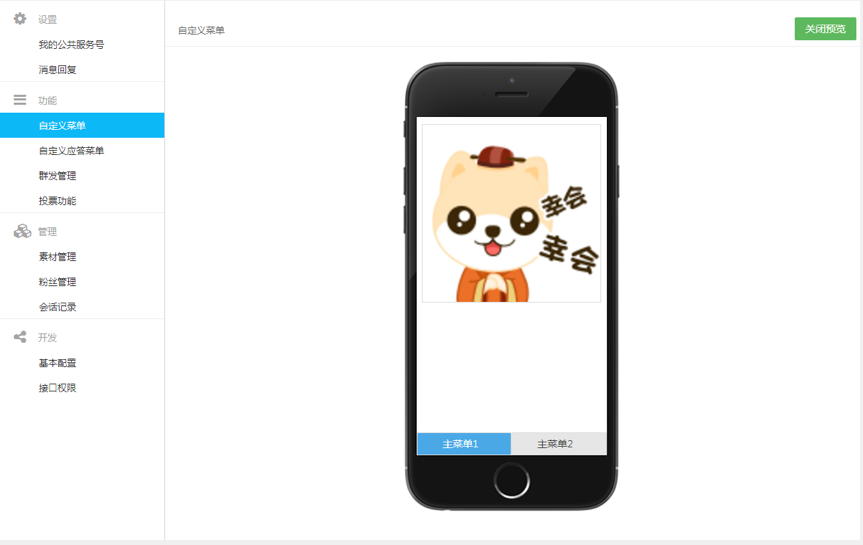 设置
我的公共服务号
消息回复
功能
自定义菜单
自定义应答菜单
群发管理
投票功能
管理
素材管理
粉丝管理
会话记录
开发
基本配置
接口权限
自定义菜单
关闭预览
幸会
幸会
主菜单1
主菜单2